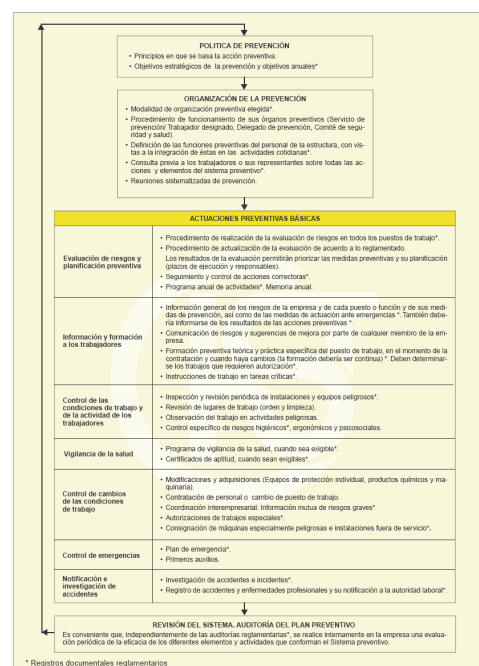 POLITICA DE PREVENCIÓN
• Principios en que se basa la acción preventiva.
• Objetivos estratégicos de la prevención y objetivos anuales*
ORGANIZACIÓN DE LA PREVENCIÓN
• Modalidad de organización preventiva elegida*.
• Procedimiento de funcionamiento de sus órganos preventivos (Servicio de
prevención/ Trabajador designado, Delegado de prevención, Comité de segu-
ridad y salud).
• Definición de las funciones preventivas del personal de la estructura, con vis-
tas a la integración de éstas en las actividades cotidianas*.
• Consulta previa a los trabajadores o sus representantes sobre todas las ac-
ciones y elementos del sistema preventivo*.
• Reuniones sistematizadas de prevención.
ACTUACIONES PREVENTIVAS BÁSICAS
Evaluación de riesgos y
planificación preventiva
• Procedimiento de realización de la evaluación de riesgos en todos los puestos de trabajo*.
• Procedimiento de actualización de la evaluación de acuerdo a lo reglamentado.
Los resultados de la evaluación permitirán priorizar las medidas preventivas y su planificación
(plazos de ejecución y responsables).
• Seguimiento y control de acciones correctoras*.
• Programa anual de actividades*. Memoria anual.
Información y formación
a los trabajadores
• Información general de los riesgos de la empresa y de cada puesto o función y de sus medi-
das de prevención, así como de las medidas de actuación ante emergencias *. También debe-
ría informarse de los resultados de las acciones preventivas *.
• Comunicación de riesgos y sugerencias de mejora por parte de cualquier miembro de la em-
presa.
• Formación preventiva teórica y práctica específica del puesto de trabajo, en el momento de la
contratación y cuando haya cambios (la formación debería ser continua) *. Deben determinar-
se los trabajos que requieren autorización*.
• Instrucciones de trabajo en tareas críticas*.
Control de las
condiciones de trabajo y
de la actividad de los
trabajadores
• Inspección y revisión periódica de instalaciones y equipos peligrosos*.
• Revisión de lugares de trabajo (orden y limpieza).
• Observación del trabajo en actividades peligrosas.
• Control específico de riesgos higiénicos*, ergonómicos y psicosociales.
Vigilancia de la salud
• Programa de vigilancia de la salud, cuando sea exigible*.
• Certificados de aptitud, cuando sean exigibles*.
Control de cambios
de las condiciones
de trabajo
• Modificaciones y adquisiciones (Equipos de protección individual, productos químicos y ma-
quinaria).
• Contratación de personal o cambio de puesto de trabajo.
• Coordinación interempresarial. Información mutua de riesgos graves*.
• Autorizaciones de trabajos especiales*.
• Consignación de máquinas especialmente peligrosas e instalaciones fuera de servicio*.
Control de emergencias
• Plan de emergencia*.
• Primeros auxilios.
Notificación e
investigación de
accidentes
• Investigación de accidentes e incidentes*.
• Registro de accidentes y enfermedades profesionales y su notificación a la autoridad laboral*.
REVISIÓN DEL SISTEMA. AUDITORÍA DEL PLAN PREVENTIVO
Es conveniente que, independientemente de las auditorías reglamentarias*, se realice internamente en la empresa una evalua-
ción periódica de la eficacia de los diferentes elementos y actividades que conforman el Sistema preventivo.
* Registros documentales reglamentarios